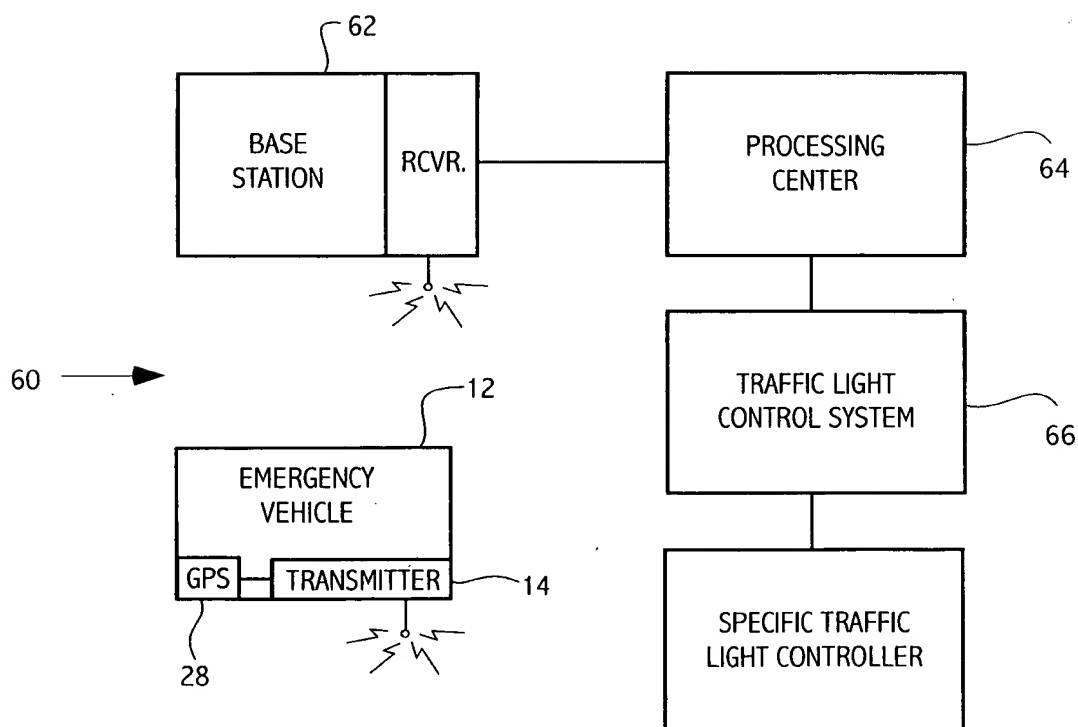 62
BASE
STATION
RCVR.
PROCESSING
CENTER
64
60
TRAFFIC LIGHT
CONTROL SYSTEM
66
12
EMERGENCY
VEHICLE
GPS
TRANSMITTER
14
28
SPECIFIC TRAFFIC
LIGHT CONTROLLER